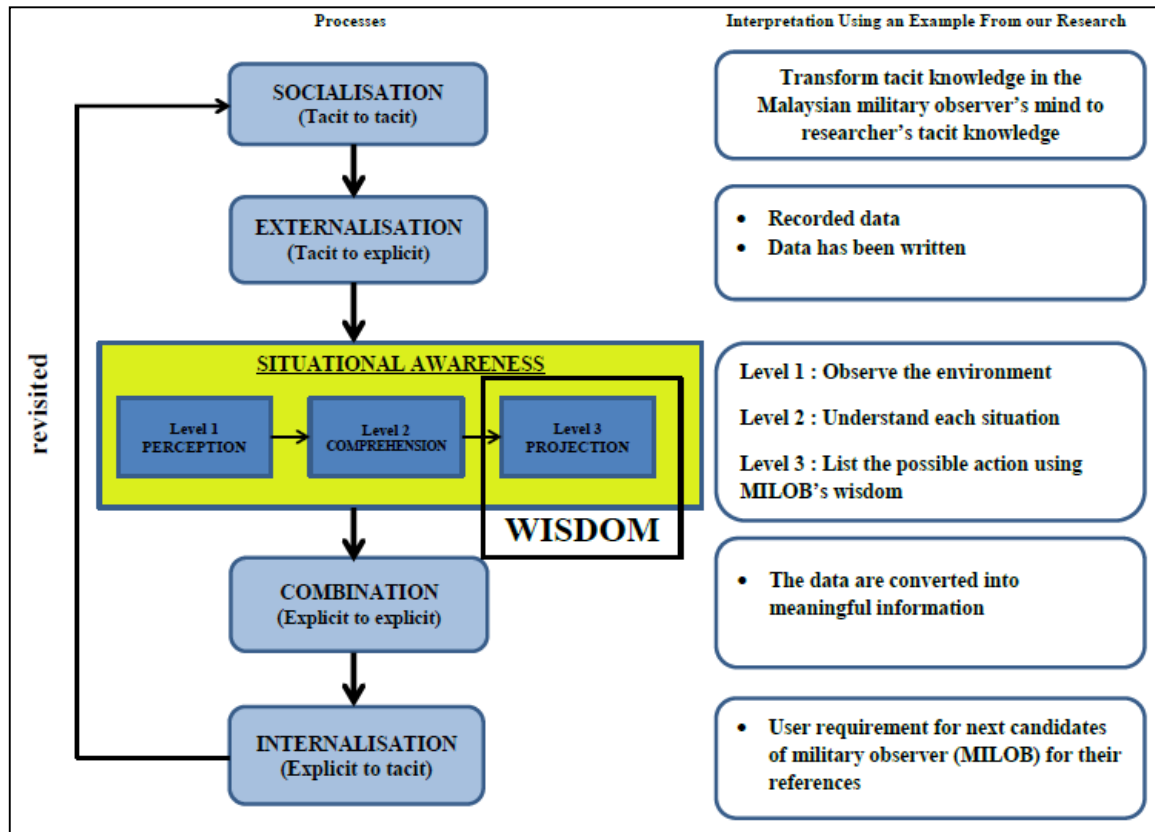 Processes
Interpretation Using an Example From our Research
SOCIALISATION
(Tacit to tacit)
Transform tacit knowledge in the
Malaysian military observer's mind to
researcher's tacit knowledge
EXTERNALISATION
(Tacit to explicit)
• Recorded data
• Data has been written
revisited
SITUATIONAL AWARENESS
Level 1
PERCEPTION
Level 2
COMPREHENSION
Level 3
PROJECTION
WISDOM
Level 1 : Observe the environment
Level 2 : Understand each situation
Level 3 : List the possible action using
MILOB's wisdom
COMBINATION
(Explicit to explicit)
• The data are converted into
meaningful information
INTERNALISATION
(Explicit to tacit)
• User requirement for next candidates
of military observer (MILOB) for their
references